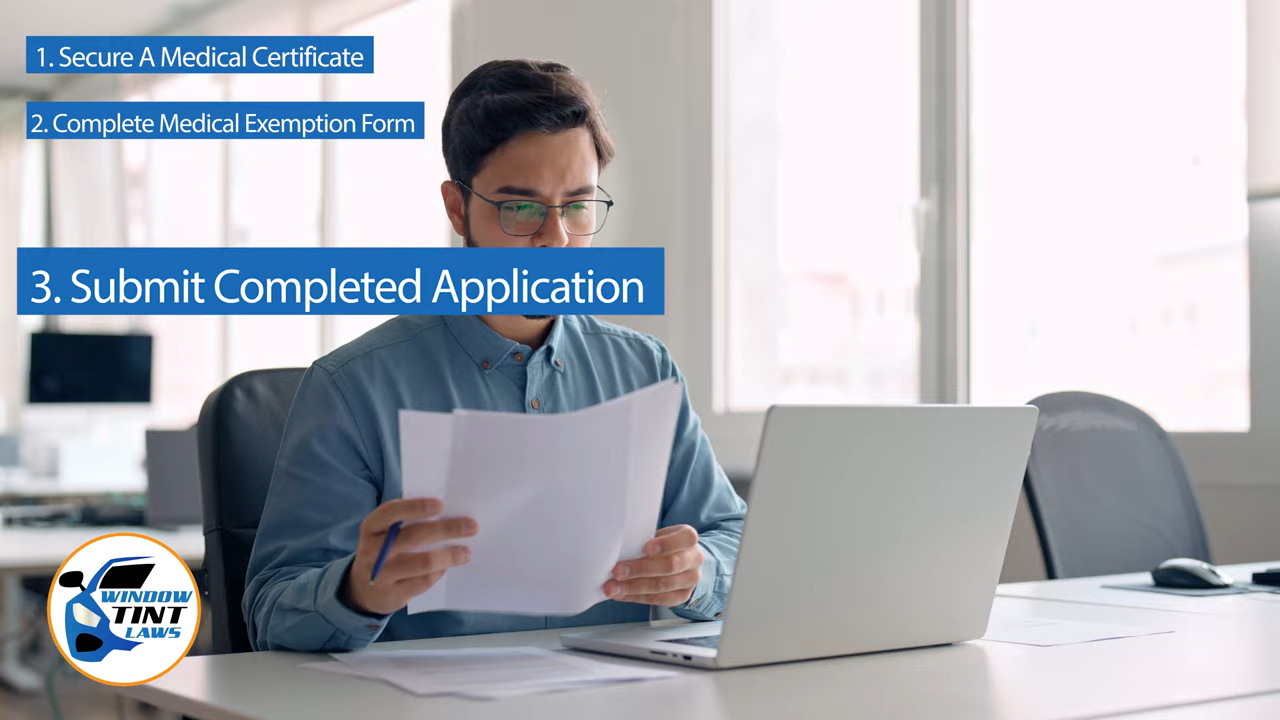 1. Secure A Medical Certificate
2. Complete Medical Exemption Form
3. Submit Completed Application
WINDOW
TINT
LAWS